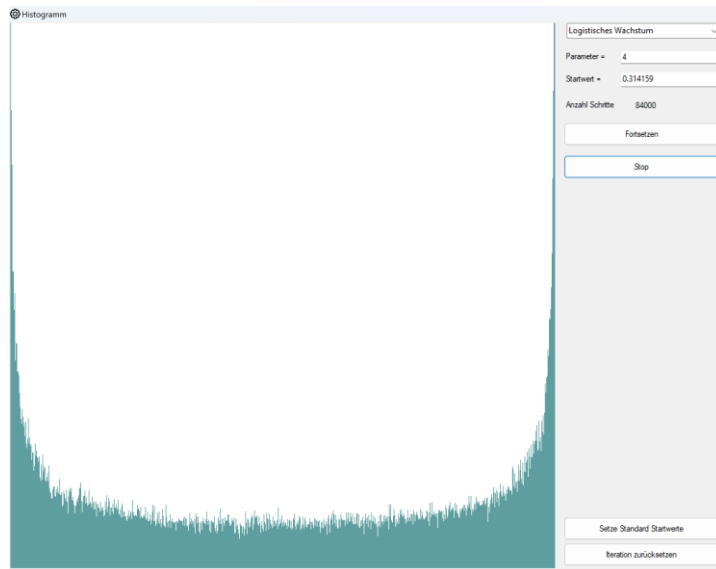 Histogramm
Logistisches Wachstum
Parameter = 4
Startwert = 0.314159
Anzahl Schritte 84000
Fortsetzen
Stop
Setze Standard Startwerte
Iteration zurücksetzen